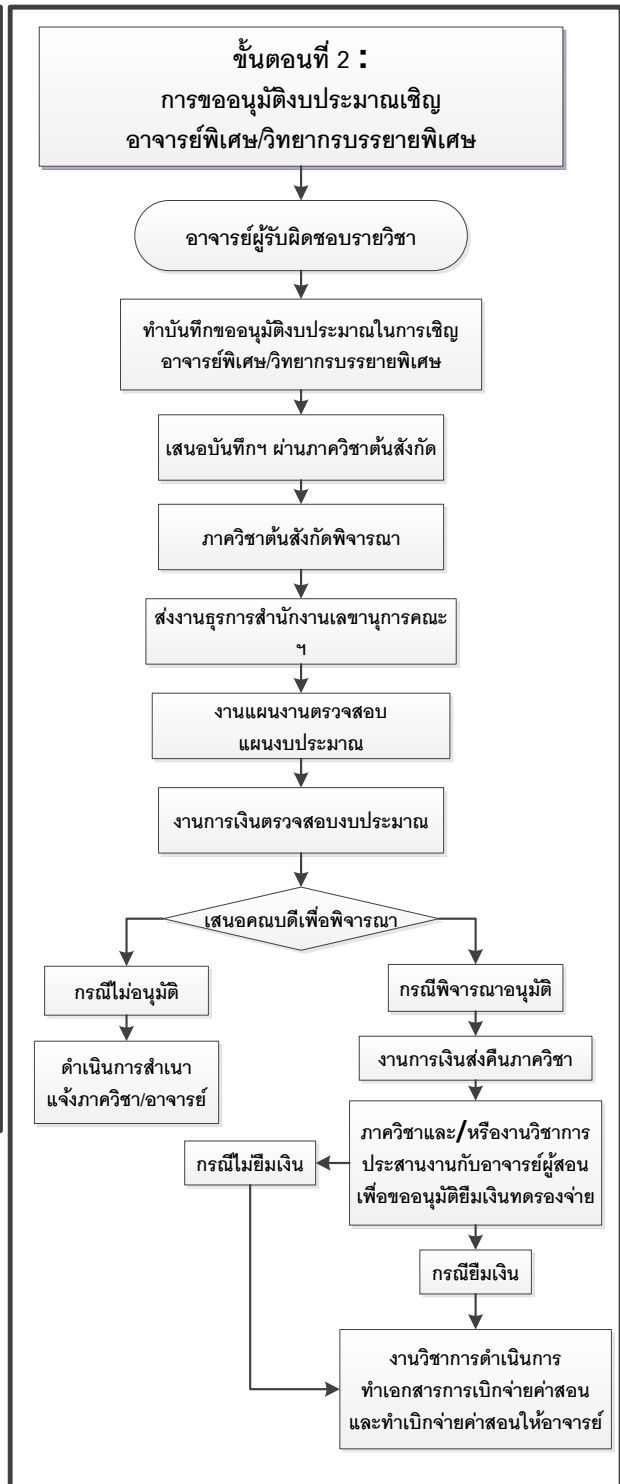 ขั้นตอนที่ 2 :
การขออนุมัติงบประมาณเชิญ
อาจารย์พิเศษ/วิทยากรบรรยายพิเศษ
อาจารย์ผู้รับผิดชอบรายวิชา
ทำบันทึกขออนุมัติงบประมาณในการเชิญ
อาจารย์พิเศษ/วิทยากรบรรยายพิเศษ
เสนอบันทึกฯ ผ่านภาควิชาต้นสังกัด
ภาควิชาต้นสังกัดพิจารณา
ส่งงานธุรการสำนักงานเลขานุการคณะ
ฯ
งานแผนงานตรวจสอบ
แผนงบประมาณ
งานการเงินตรวจสอบงบประมาณ
เสนอคณบดีเพื่อพิจารณา
กรณีไม่อนุมัติ
ดำเนินการสำเนา
แจ้งภาควิชา/อาจารย์
กรณีพิจารณาอนุมัติ
งานการเงินส่งคืนภาควิชา
ภาควิชาและ/หรืองานวิชาการ
ประสานงานกับอาจารย์ผู้สอน
เพื่อขออนุมัติยืมเงินทดรองจ่าย
กรณีไม่ยืมเงิน
กรณียืมเงิน
งานวิชาการดำเนินการ
ทำเอกสารการเบิกจ่ายค่าสอน
และทำเบิกจ่ายค่าสอนให้อาจารย์